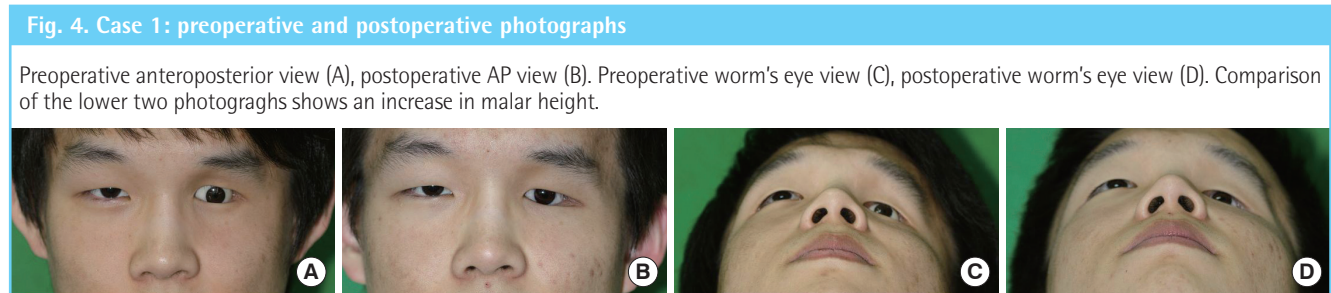 Fig. 4. Case 1: preoperative and postoperative photographs
Preoperative anteroposterior view (A), postoperative AP view (B). Preoperative worm's eye view (C), postoperative worm's eye view (D). Comparison
of the lower two photograghs shows an increase in malar height.
A B C D